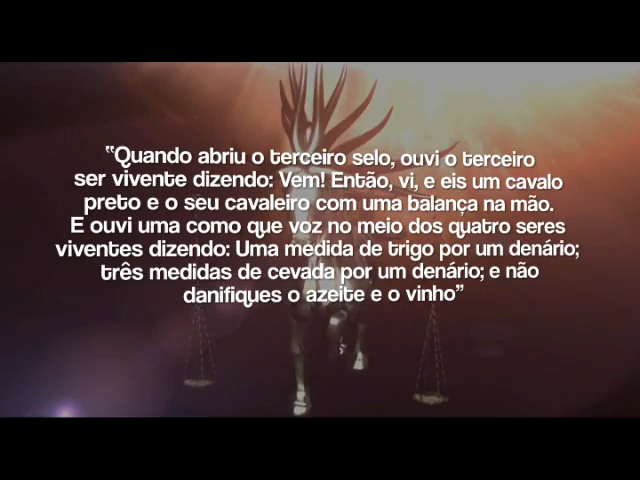 “Quando abriu o terceiro selo, ouvi o terceiro
ser vivente dizendo: Vem! Então, vi, e eis um cavalo
preto e o seu cavaleiro com uma balança na mão.
E ouvi uma como que voz no meio dos quatro seres
viventes dizendo: Uma medida de trigo por um denário;
três medidas de cevada por um denário; e não
danifiques o azeite e o vinho”